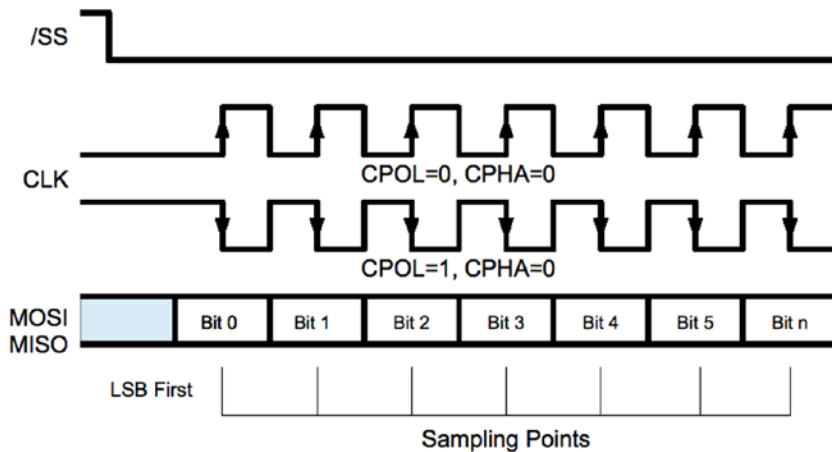 /SS
CPOL=0, CPHA=0
CLK
CPOL=1, CPHA=0
MOSI
MISO
Bit 0 Bit 1 Bit 2 Bit 3 Bit 4 Bit 5 Bit n
LSB First
Sampling Points